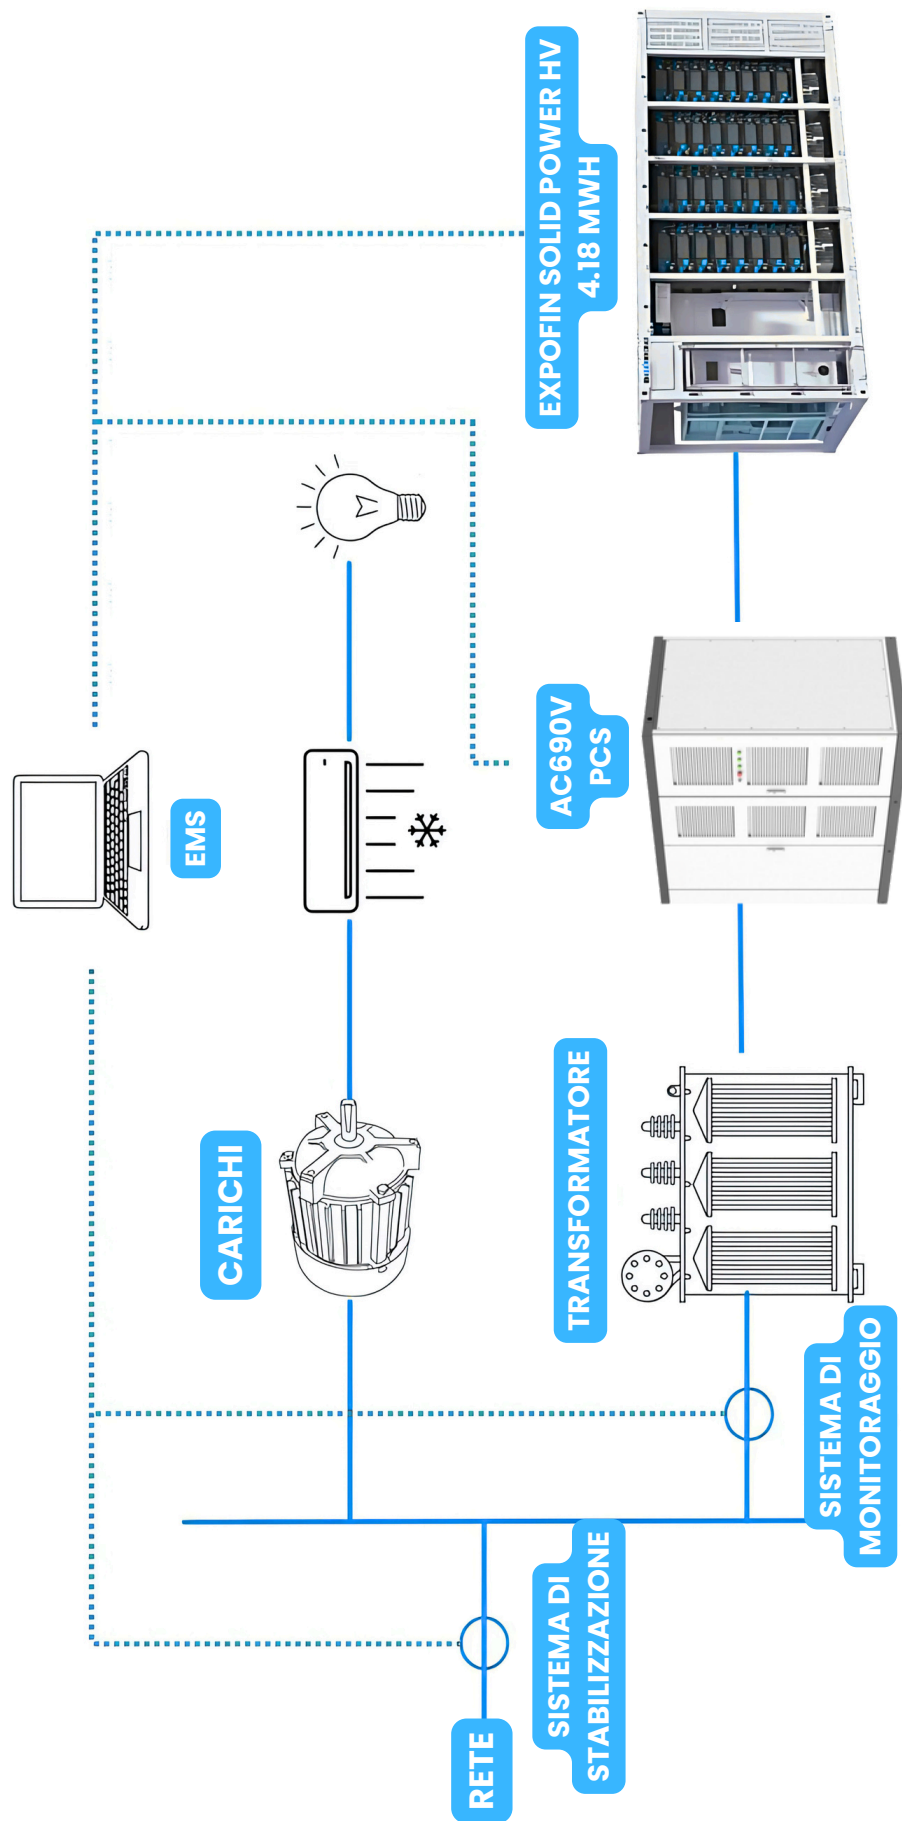 EMS
CARICHI
RETE
SISTEMA DI
STABILIZZAZIONE
TRANSFORMATORE
AC690V
PCS
EXPOFIN SOLID POWER HV
4.18 MWH
SISTEMA DI
MONITORAGGIO